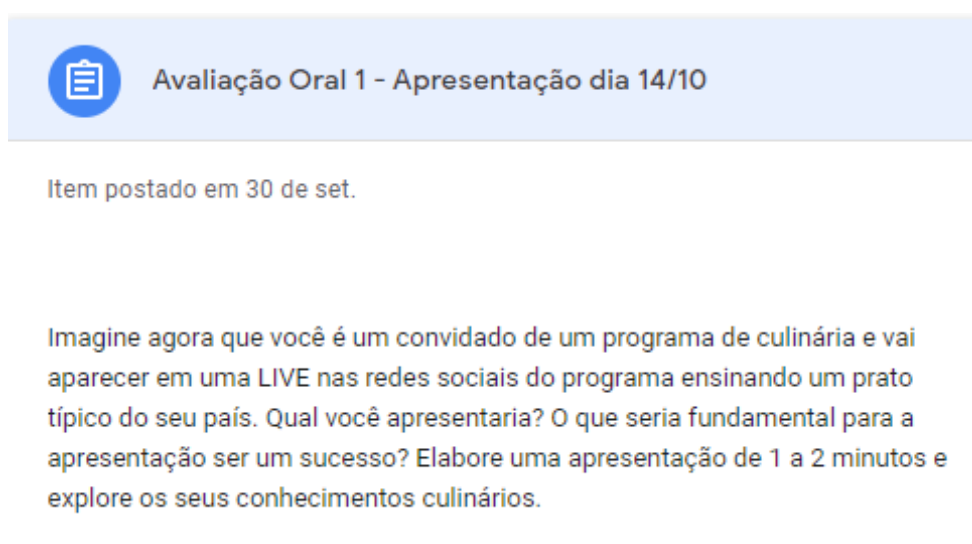 Avaliação Oral 1 - Apresentação dia 14/10
Item postado em 30 de set.
Imagine agora que você é um convidado de um programa de culinária e vai
aparecer em uma LIVE nas redes sociais do programa ensinando um prato
típico do seu país. Qual você apresentaria? O que seria fundamental para a
apresentação ser um sucesso? Elabore uma apresentação de 1 a 2 minutos e
explore os seus conhecimentos culinários.